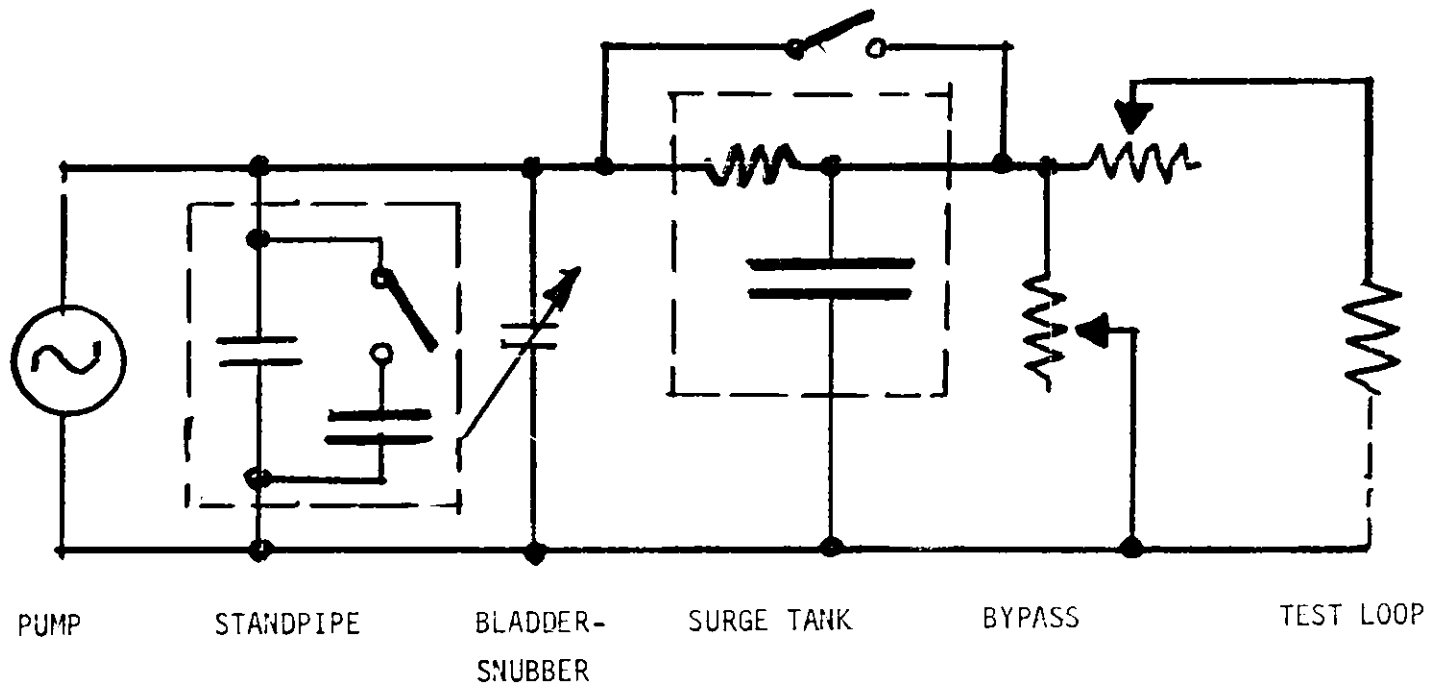 PUMP
STANDPIPE
BLADDER-
SNUBBER
SURGE TANK
BYPASS
TEST LOOP